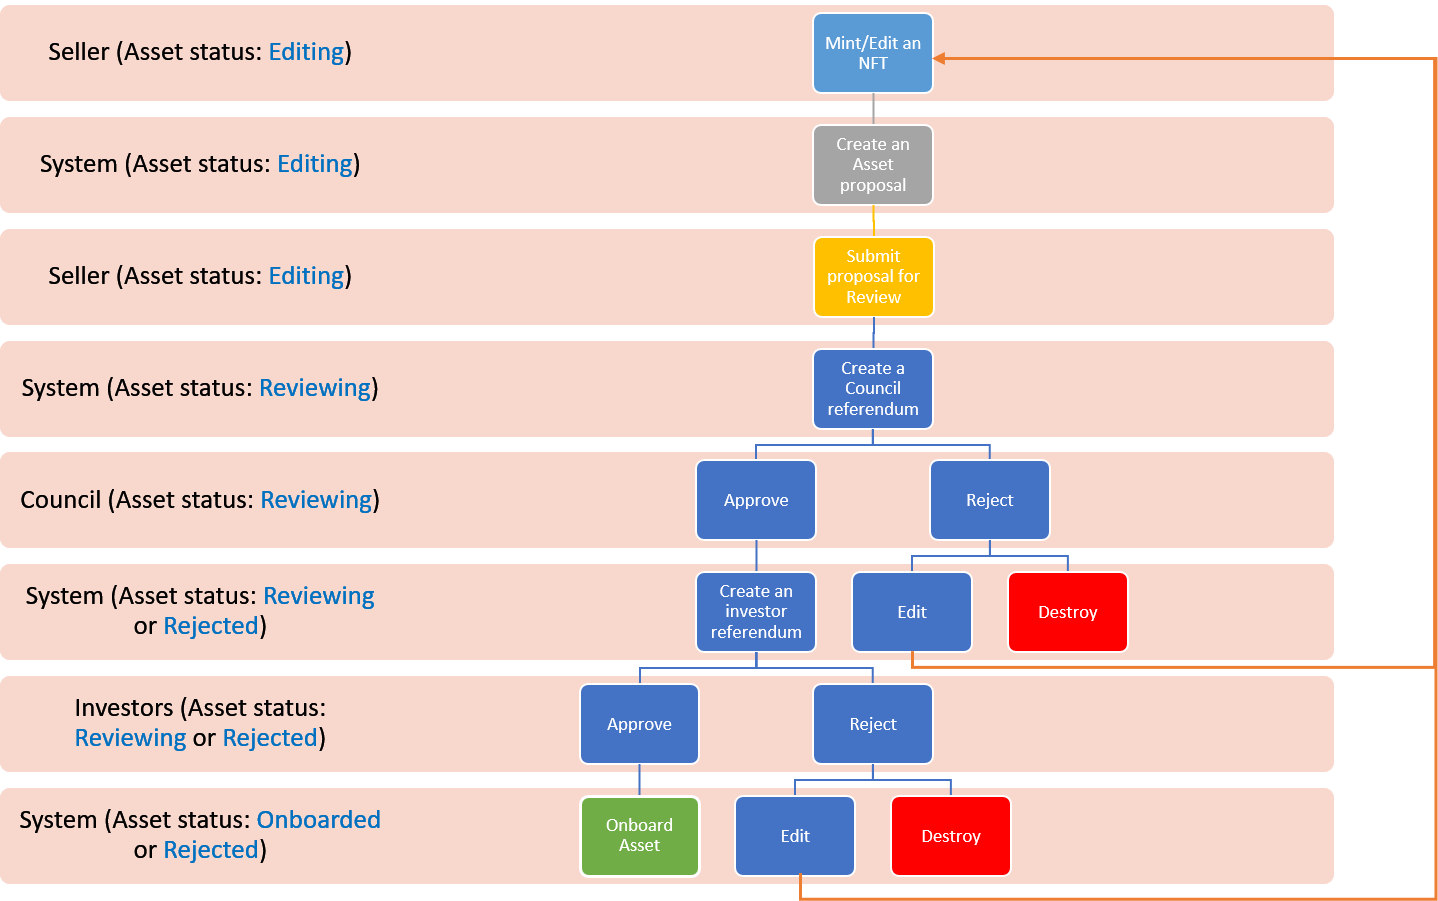 Seller (Asset status: Editing)
Mint/Edit an
NFT
System (Asset status: Editing)
Create an
Asset
proposal
Seller (Asset status: Editing)
Submit
proposal for
Review
System (Asset status: Reviewing)
Create a
Council
referendum
Council (Asset status: Reviewing)
Approve
Reject
System (Asset status: Reviewing
or Rejected)
Create an
investor
referendum
Edit
Destroy
Investors (Asset status:
Reviewing or Rejected)
Approve
Reject
System (Asset status: Onboarded
or Rejected)
Onboard
Asset
Edit
Destroy